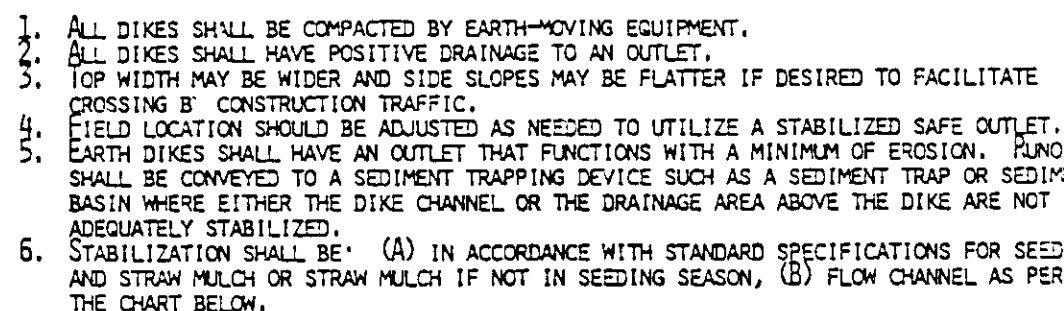 1. ALL DIKES SHALL BE COMPACTED BY EARTH-MOVING EQUIPMENT.
2. ALL DIKES SHALL HAVE POSITIVE DRAINAGE TO AN OUTLET.
3. TOP WIDTH MAY BE WIDER AND SIDE SLOPES MAY BE FLATTER IF DESIRED TO FACILITATE
CROSSING B CONSTRUCTION TRAFFIC.
4. FIELD LOCATION SHOULD BE ADJUSTED AS NEEDED TO UTILIZE A STABILIZED SAFE OUTLET.
5. EARTH DIKES SHALL HAVE AN OUTLET THAT FUNCTIONS WITH A MINIMUM OF EROSION. RUNO
SHALL BE CONVEYED TO A SEDIMENT TRAPPING DEVICE SUCH AS A SEDIMENT TRAP OR SEDIM
BASIN WHERE EITHER THE DIKE CHANNEL OR THE DRAINAGE AREA ABOVE THE DIKE ARE NOT
ADEQUATELY STABILIZED.
6. STABILIZATION SHALL BE: (A) IN ACCORDANCE WITH STANDARD SPECIFICATIONS FOR SEED
AND STRAW MULCH OR STRAW MULCH IF NOT IN SEEDING SEASON, (B) FLOW CHANNEL AS PER
THE CHART BELOW.